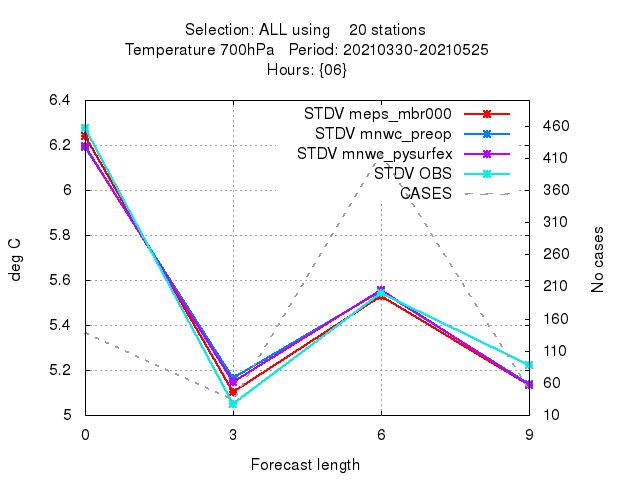 Selection: ALL using    20 stations
Temperature 700hPa   Period: 20210330-20210525
Hours: {06}
STDV meps_mbr000
STDV mnwc_preop
STDV mnwc_pysurfex
STDV OBS
CASES
deg C
6.4
6.2
6
5.8
5.6
5.4
5.2
5
460
410
360
310
260
210
160
110
60
10
No cases
0 3 6 9
Forecast length